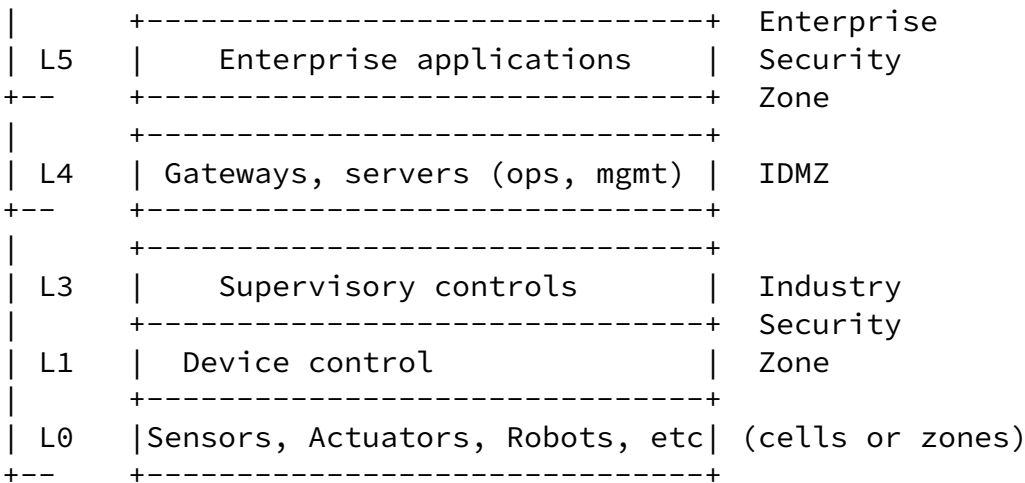 |      +-------------------------------+  Enterprise
| L5   |    Enterprise applications    |  Security
+--    +-------------------------------+  Zone
|      +-------------------------------+
| L4   | Gateways, servers (ops, mgmt) |  IDMZ
+--    +-------------------------------+
|      +-------------------------------+
| L3   |    Supervisory controls       |  Industry
|      +-------------------------------+  Security
| L1   |  Device control               |  Zone
|      +-------------------------------+
| L0   |Sensors, Actuators, Robots, etc| (cells or zones)
+--    +-------------------------------+